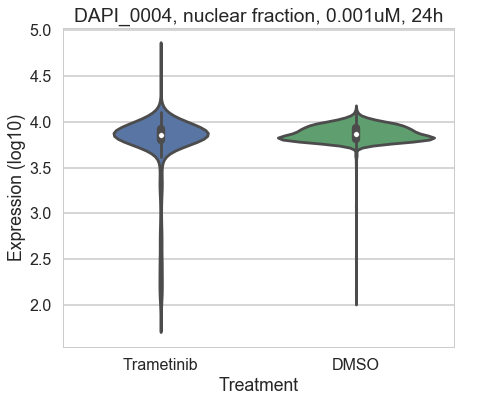 DAPI_0004, nuclear fraction, 0.001uM, 24h
5.0
4.5
4.0
3.5
3.0
2.5
2.0
Expression (log10)
Trametinib DMSO
Treatment